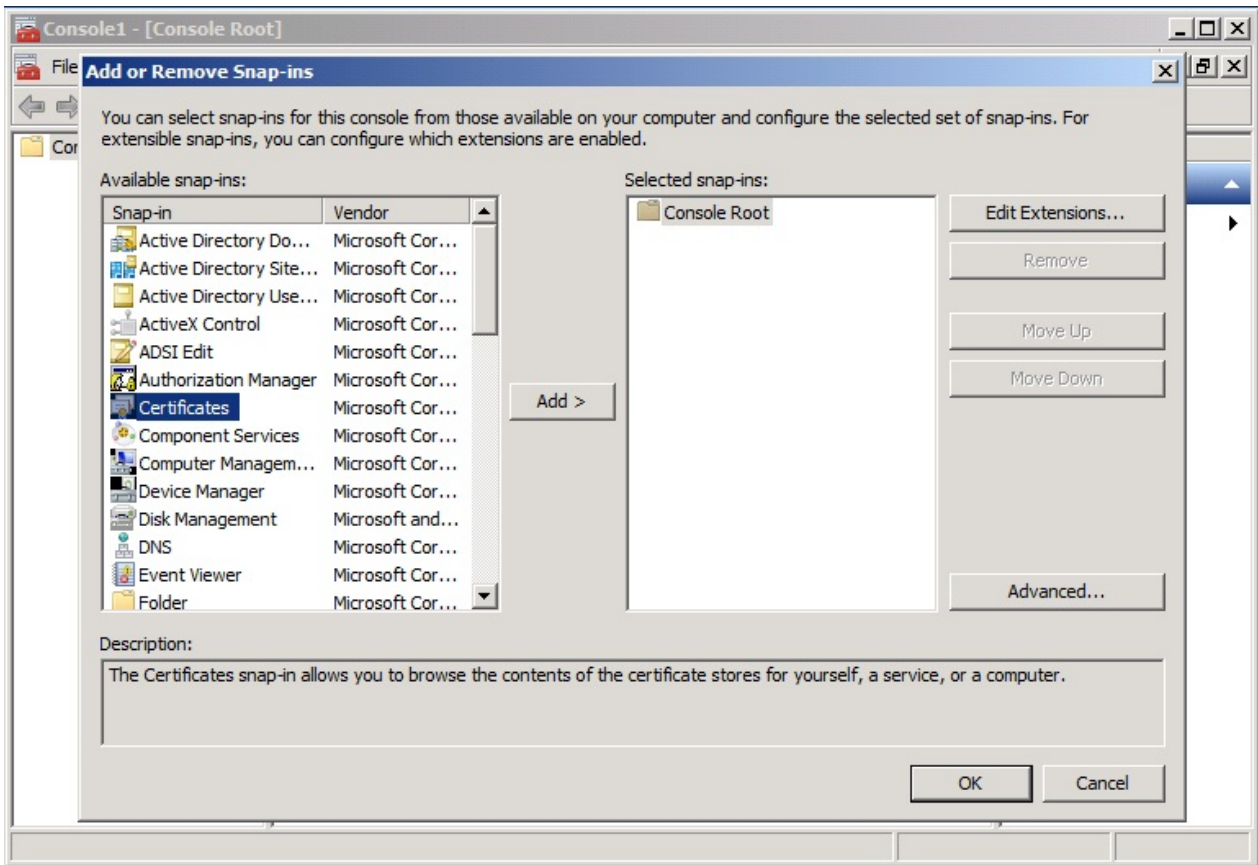 Console1 - [Console Root]
File
Add or Remove Snap-ins
You can select snap-ins for this console from those available on your computer and configure the selected set of snap-ins. For
extensible snap-ins, you can configure which extensions are enabled.
Available snap-ins:
Selected snap-ins:
Snap-in Vendor
Active Directory Do... Microsoft Cor...
Active Directory Site... Microsoft Cor...
Active Directory Use... Microsoft Cor...
ActiveX Control Microsoft Cor...
ADSI Edit Microsoft Cor...
Authorization Manager Microsoft Cor...
Certificates Microsoft Cor...
Component Services Microsoft Cor...
Computer Managem... Microsoft Cor...
Device Manager Microsoft Cor...
Disk Management Microsoft and...
DNS Microsoft Cor...
Event Viewer Microsoft Cor...
Folder Microsoft Cor...
Add >
Console Root
Edit Extensions...
Remove
Move Up
Move Down
Advanced...
Description:
The Certificates snap-in allows you to browse the contents of the certificate stores for yourself, a service, or a computer.
OK Cancel
Cor